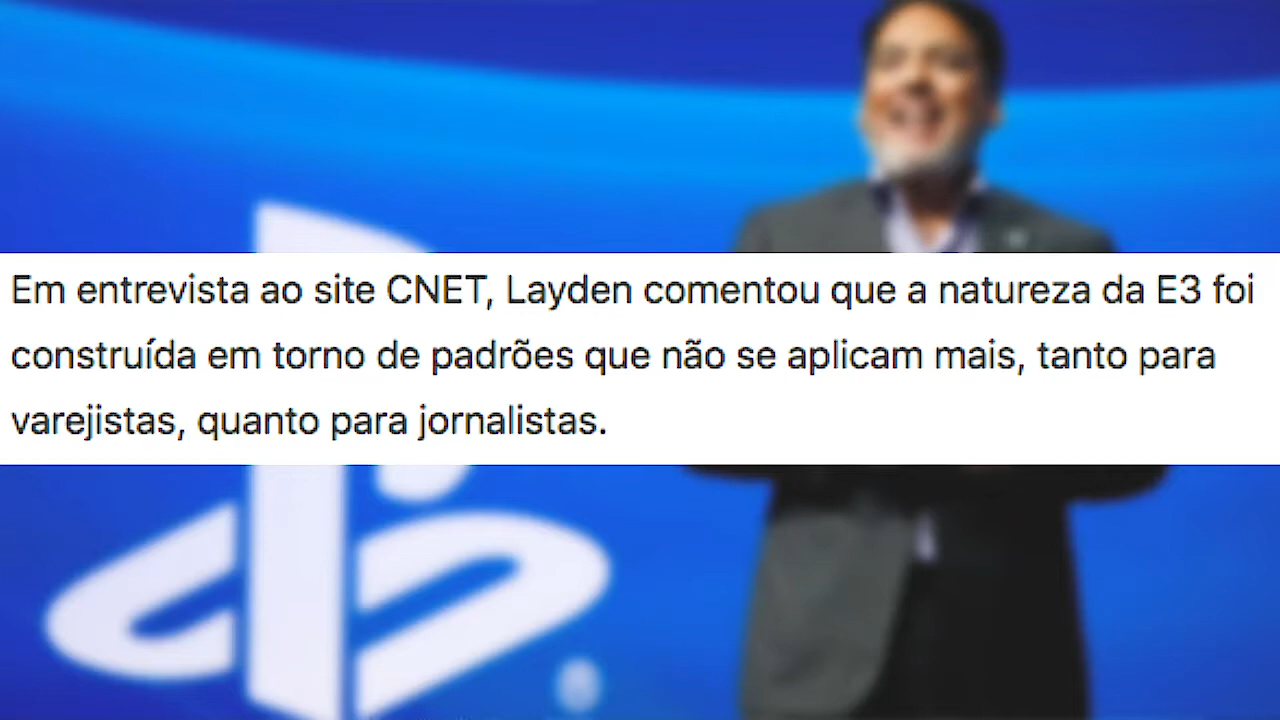 Em entrevista ao site CNET, Layden comentou que a natureza da E3 foi
construída em torno de padrões que não se aplicam mais, tanto para
varejistas, quanto para jornalistas.